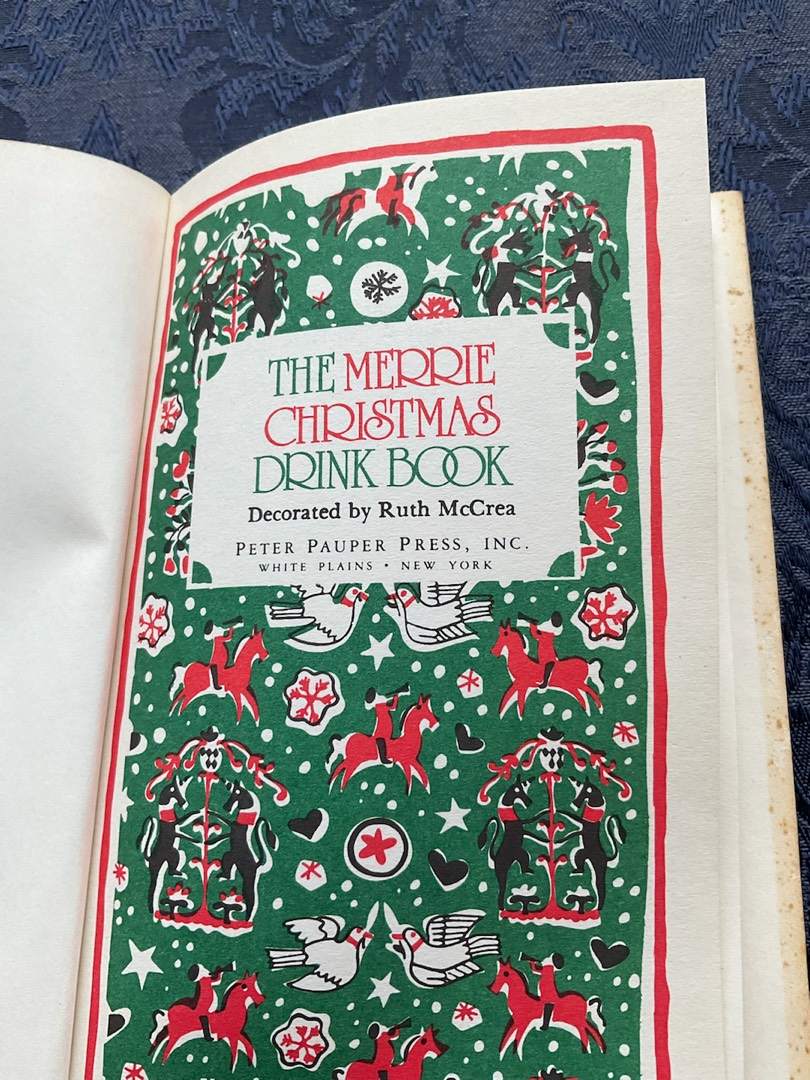 THE MERRIE
CHRISTMAS
DRINK BOOK
Decorated by Ruth McCrea
PETER PAUPER PRESS, INC.
WHITE PLAINS • NEW YORK